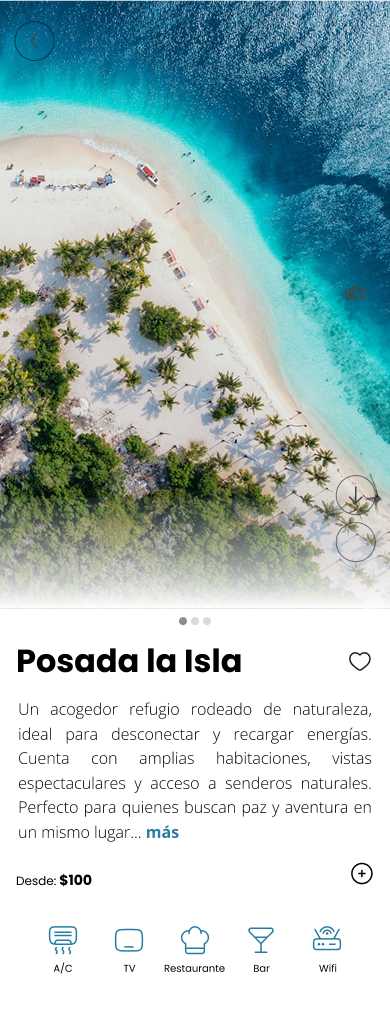 Posada la Isla
Un acogedor refugio rodeado de naturaleza,
ideal para desconectar y recargar energías.
Cuenta con amplias habitaciones, vistas
espectaculares y acceso a senderos naturales.
Perfecto para quienes buscan paz y aventura en
un mismo lugar... más
Desde: $100
A/C TV Restaurante Bar Wifi